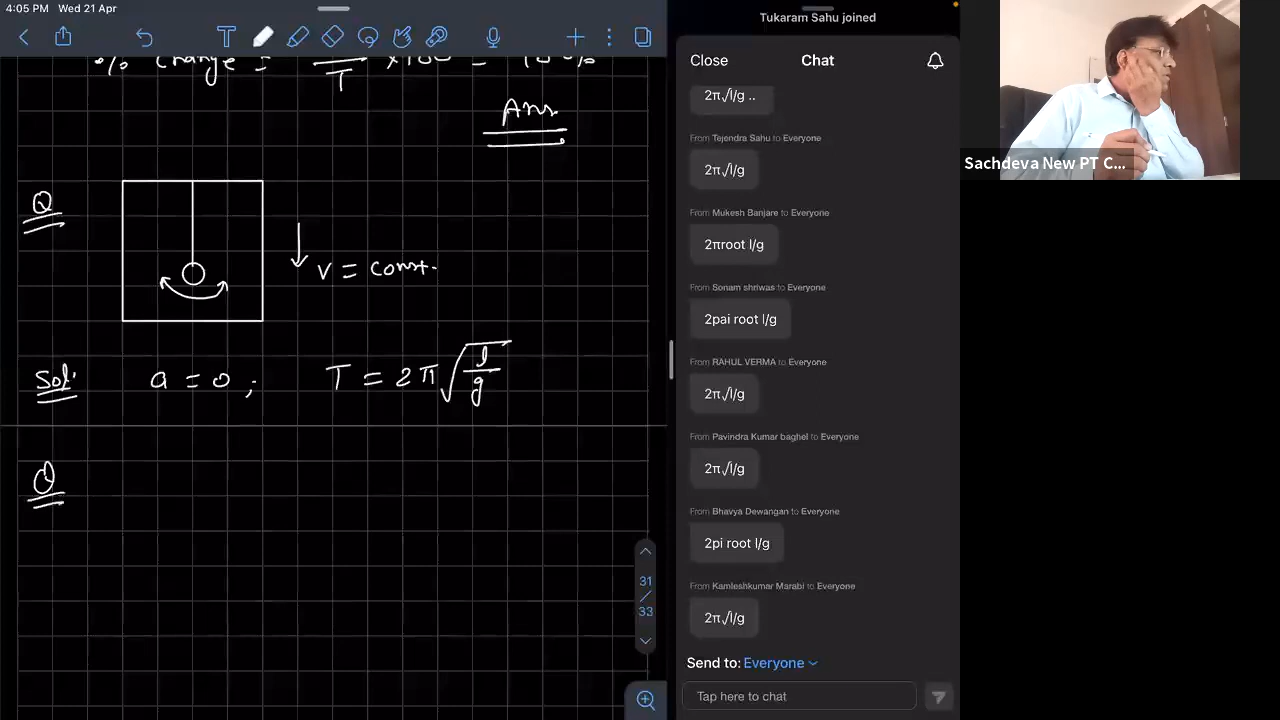 4:05 PM Wed 21 Apr
% change = T ×100 = 10%
Ans
Q
v = const.
Sol: a = 0 ; T = 2π√l/g
Q
31
/
33
Tukaram Sahu joined
Close Chat
2π√l/g ..
From Tejendra Sahu to Everyone
2π√l/g
From Mukesh Banjare to Everyone
2πroot l/g
From Sonam shriwas to Everyone
2pai root l/g
From RAHUL VERMA to Everyone
2π√l/g
From Pavindra Kumar baghel to Everyone
2π√l/g
From Bhavya Dewangan to Everyone
2pi root l/g
From Kamleshkumar Marabi to Everyone
2π√l/g
Send to: Everyone
Tap here to chat
Sachdeva New PT C...